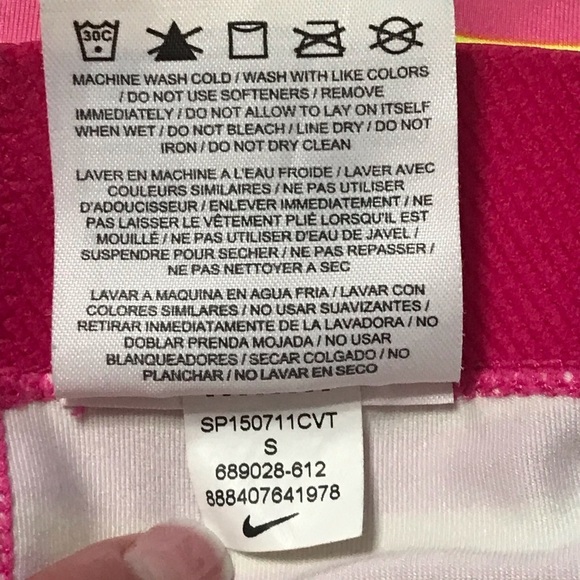 30C
MACHINE WASH COLD / WASH WITH LIKE COLORS
/ DO NOT USE SOFTENERS / REMOVE
IMMEDIATELY / DO NOT ALLOW TO LAY ON ITSELF
WHEN WET / DO NOT BLEACH / LINE DRY / DO NOT
IRON / DO NOT DRY CLEAN
LAVER EN MACHINE A L'EAU FROIDE / LAVER AVEC
COULEURS SIMILAIRES / NE PAS UTILISER
D'ADOUCISSEUR / ENLEVER IMMEDIATEMENT / NE
PAS LAISSER LE VÊTEMENT PLIÉ LORSQU'IL EST
MOUILLÉ / NE PAS UTILISER D'EAU DE JAVEL /
SUSPENDRE POUR SECHER / NE PAS REPASSER /
NE PAS NETTOYER A SEC
LAVAR A MAQUINA EN AGUA FRIA / LAVAR CON
COLORES SIMILARES / NO USAR SUAVIZANTES /
RETIRAR INMEDIATAMENTE DE LA LAVADORA / NO
DOBLAR PRENDA MOJADA / NO USAR
BLANQUEADORES / SECAR COLGADO / NO
PLANCHAR / NO LAVAR EN SECO
SP150711CVT
S
689028-612
888407641978